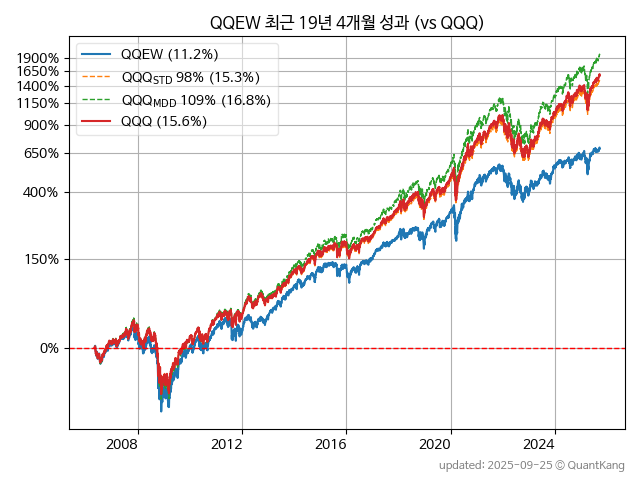 QQEW 최근 19년 4개월 성과 (vs QQQ)
QQEW (11.2%)
QQQSTD 98% (15.3%)
QQQMDD 109% (16.8%)
QQQ (15.6%)
1900%
1650%
1400%
1150%
900%
650%
400%
150%
0%
2008 2012 2016 2020 2024
updated: 2025-09-25 © QuantKang